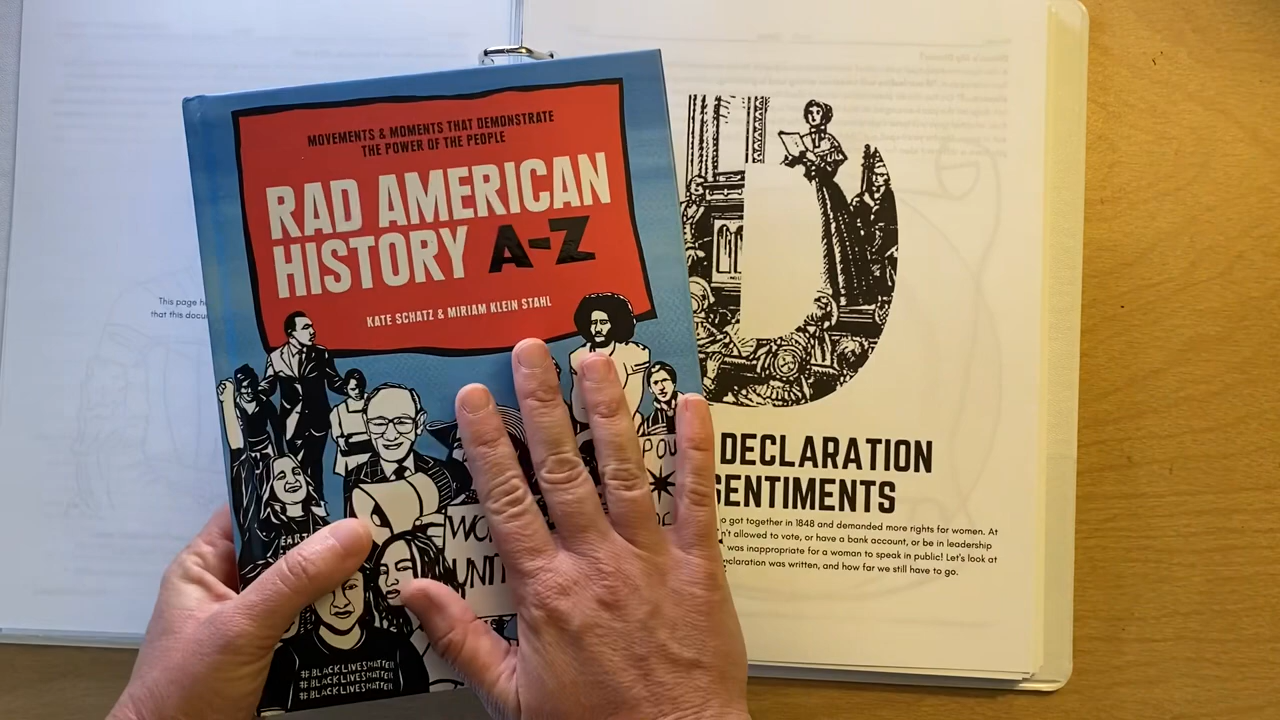 MOVEMENTS & MOMENTS THAT DEMONSTRATE
THE POWER OF THE PEOPLE
RAD AMERICAN
HISTORY A-Z
KATE SCHATZ & MIRIAM KLEIN STAHL
#BLACKLIVESMATTER
#BLACKLIVESMATTER
#BLACKLIVESMATTER
This page
that this
DECLARATION
SENTIMENTS
got together in 1848 and demanded more rights for women. At
allowed to vote, or have a bank account, or be in leadership
was inappropriate for a woman to speak in public! Let's look at
was written, and how far we still have to go.